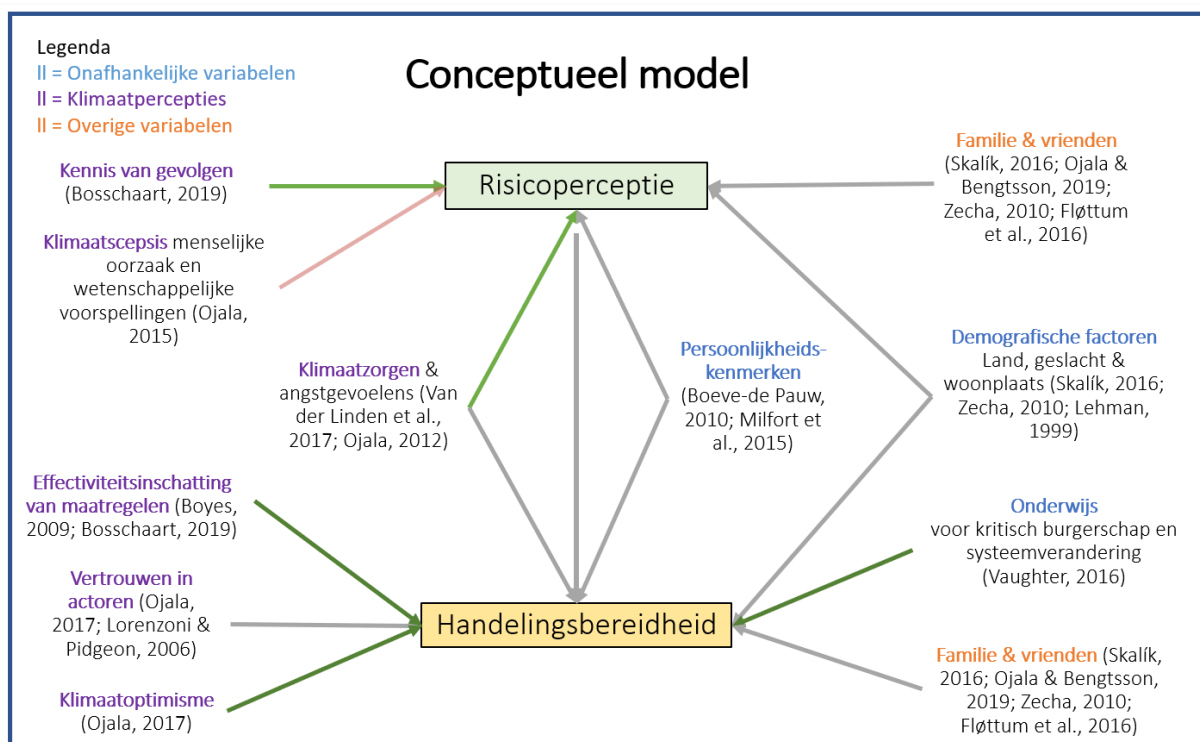 Legenda
ll = Onafhankelijke variabelen
ll = Klimaatpercepties
ll = Overige variabelen
Conceptueel model
Kennis van gevolgen
(Bosschaart, 2019)
Klimaatscepsis menselijke
oorzaak en
wetenschappelijke
voorspellingen (Ojala,
2015)
Risicoperceptie
Familie & vrienden
(Skalík, 2016; Ojala &
Bengtsson, 2019;
Zecha, 2010; Fløttum
et al., 2016)
Klimaatzorgen &
angstgevoelens (Van
der Linden et al.,
2017; Ojala, 2012)
Persoonlijkheids-
kenmerken
(Boeve-de Pauw,
2010; Milfort et
al., 2015)
Demografische factoren
Land, geslacht &
woonplaats (Skalík, 2016;
Zecha, 2010; Lehman,
1999)
Effectiviteitsinschatting
van maatregelen (Boyes,
2009; Bosschaart, 2019)
Vertrouwen in
actoren (Ojala,
2017; Lorenzoni &
Pidgeon, 2006)
Klimaatoptimisme
(Ojala, 2017)
Handelingsbereidheid
Onderwijs
voor kritisch burgerschap en
systeemverandering
(Vaughter, 2016)
Familie & vrienden (Skalík,
2016; Ojala & Bengtsson,
2019; Zecha, 2010;
Fløttum et al., 2016)